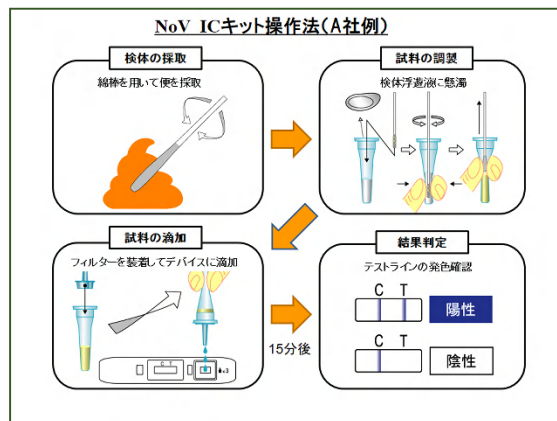 NoV ICキット操作法(A社例)
検体の採取
綿棒を用いて便を採取
試料の調製
検体浮遊液に懸濁
試料の滴加
フィルターを装着してデバイスに滴加
C T
x3
15分後
結果判定
テストラインの発色確認
C T
陽性
C T
陰性